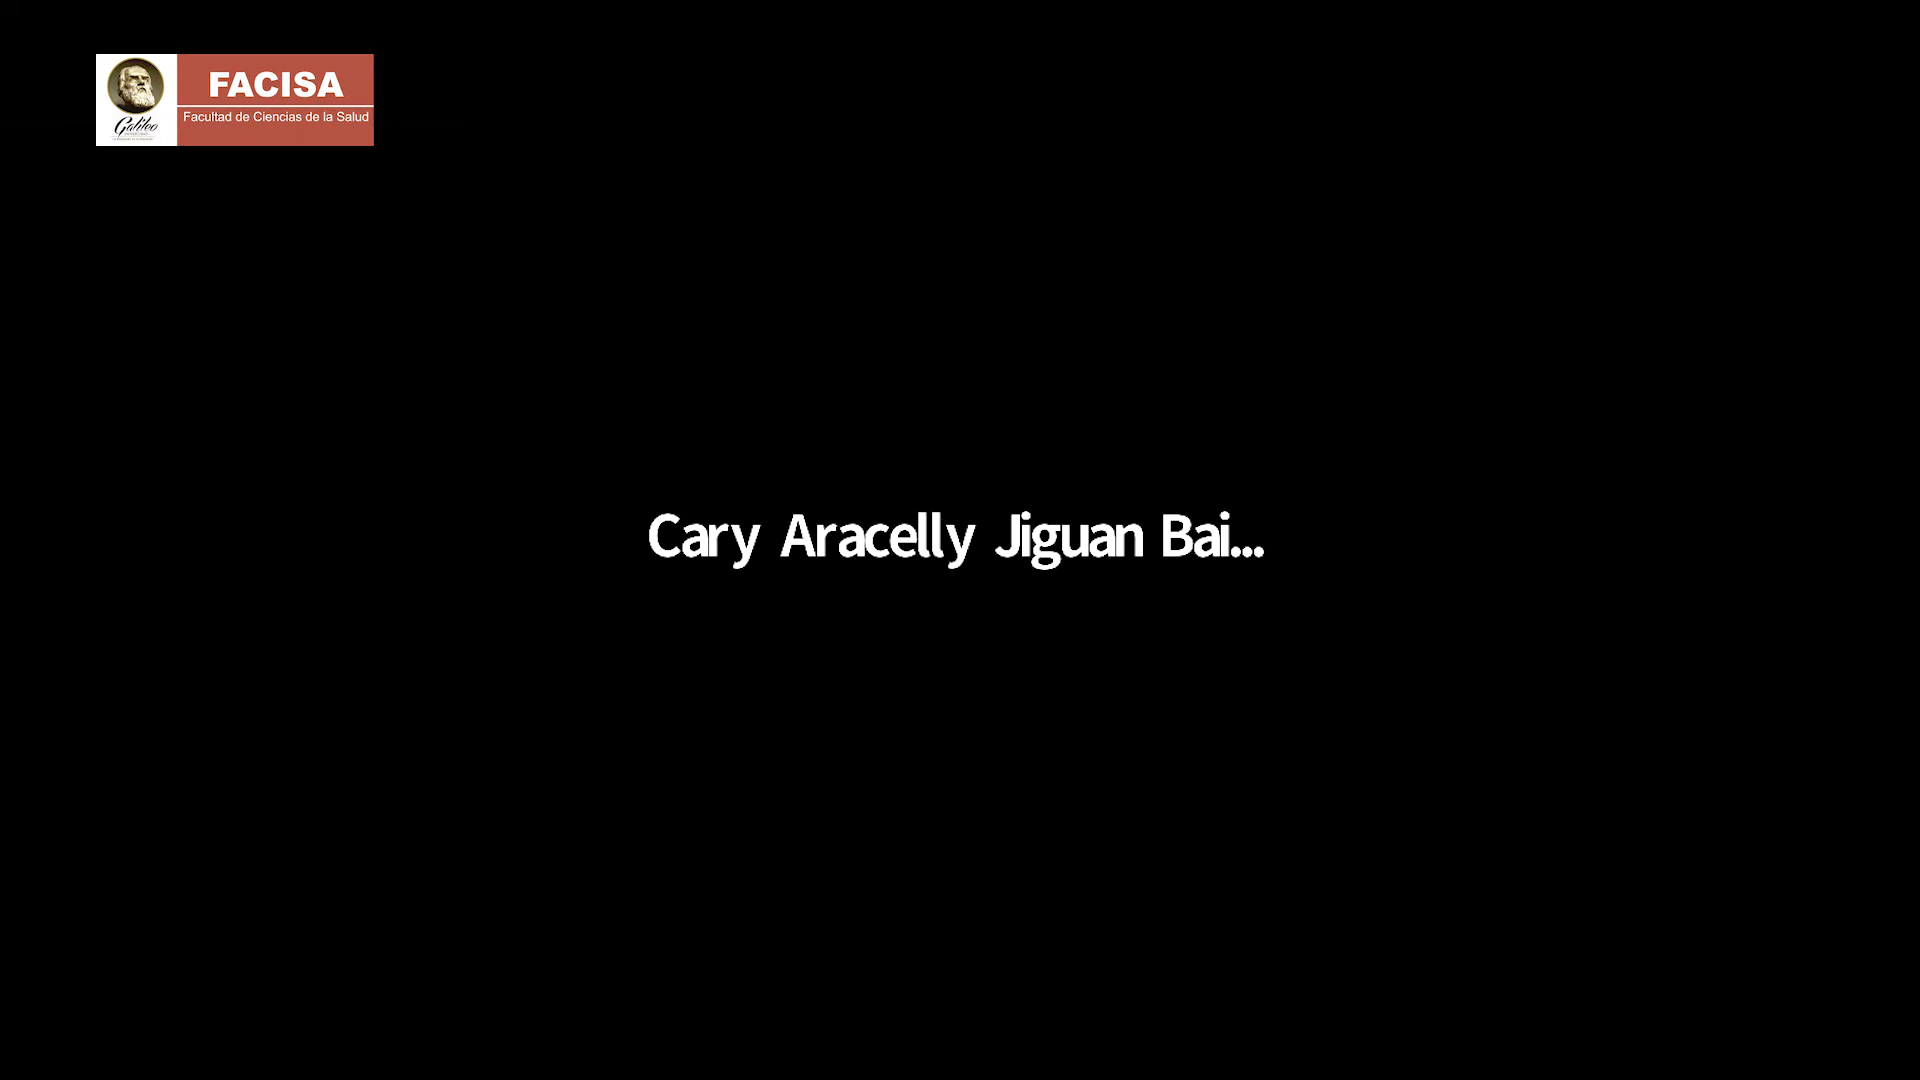 FACISA
Facultad de Ciencias de la Salud
Galileo
Cary Aracelly Jiguan Bai...